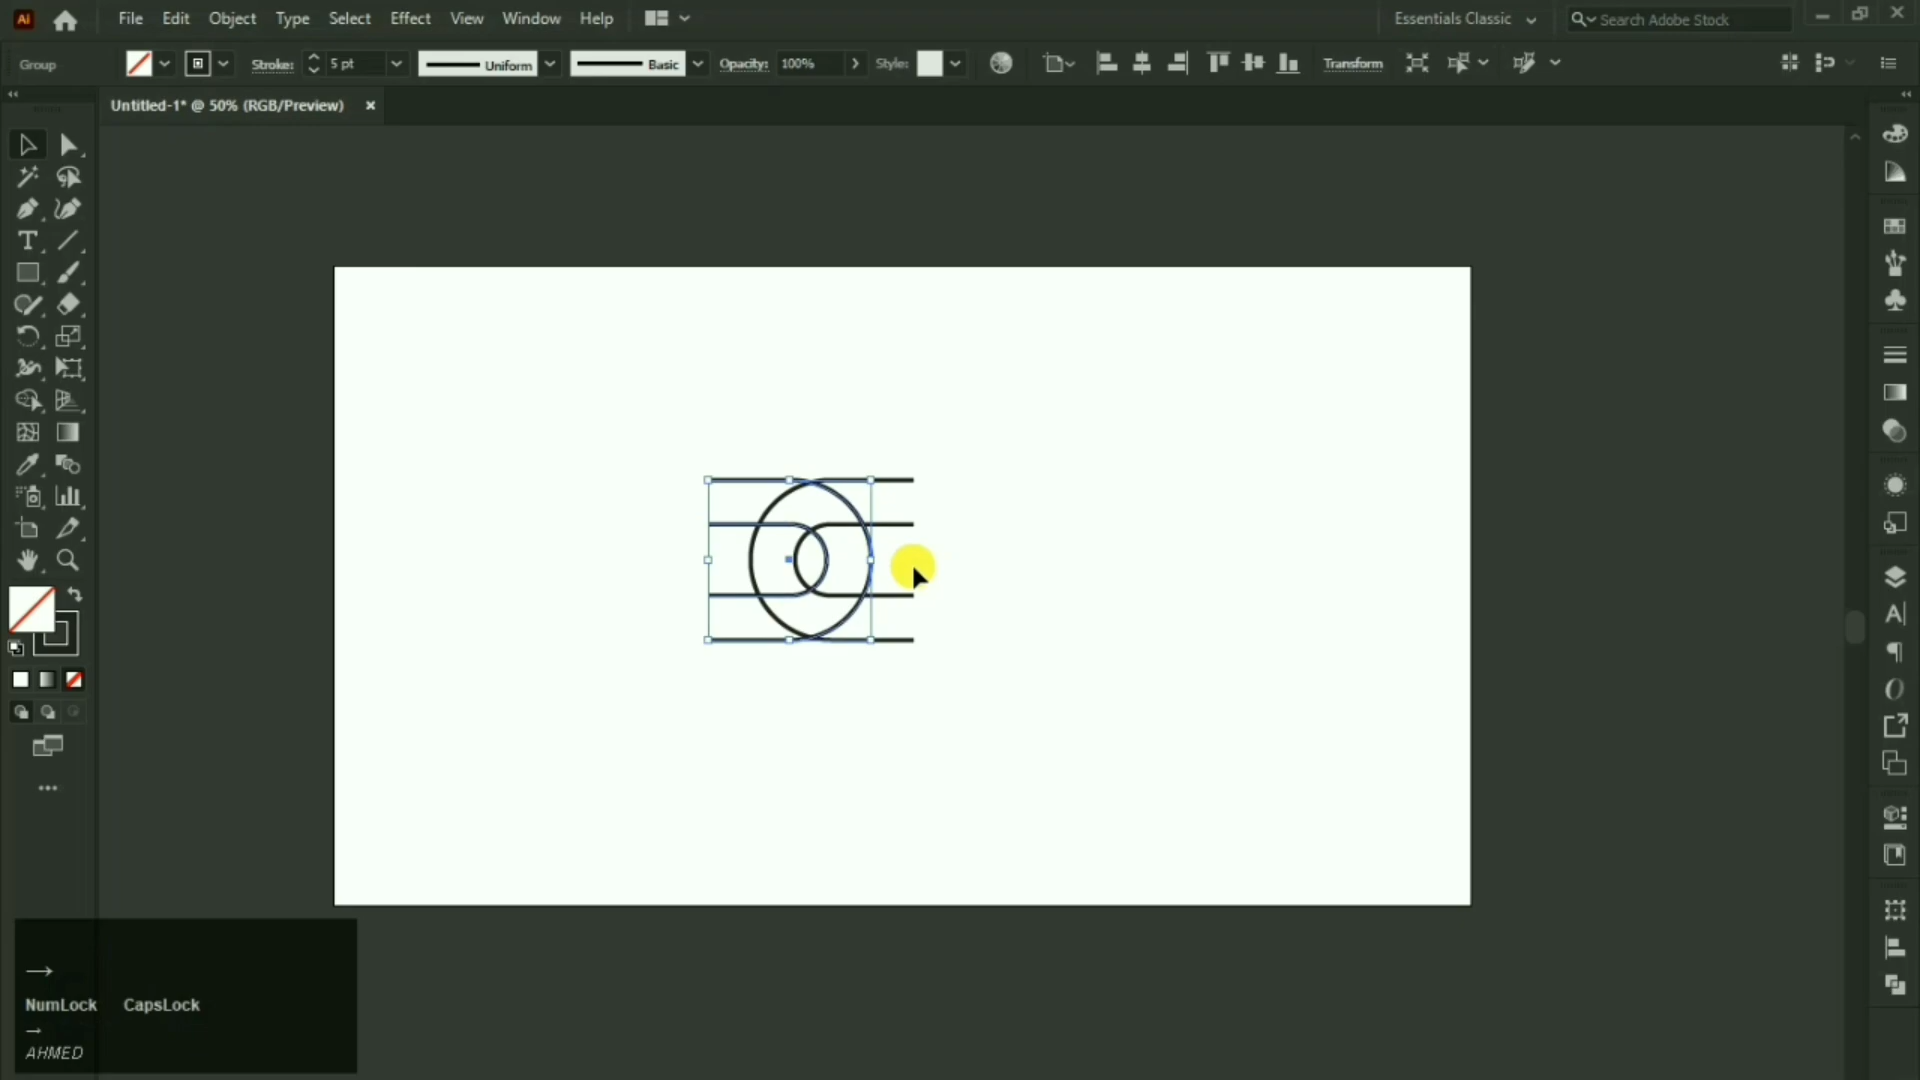 Ai File Edit Object Type Select Effect View Window Help Essentials Classic Search Adobe Stock
Group Stroke: 5 pt Uniform Basic Opacity: 100% Style: Transform
Untitled-1* @ 50% (RGB/Preview) ×
→
NumLock CapsLock
→
AHMED